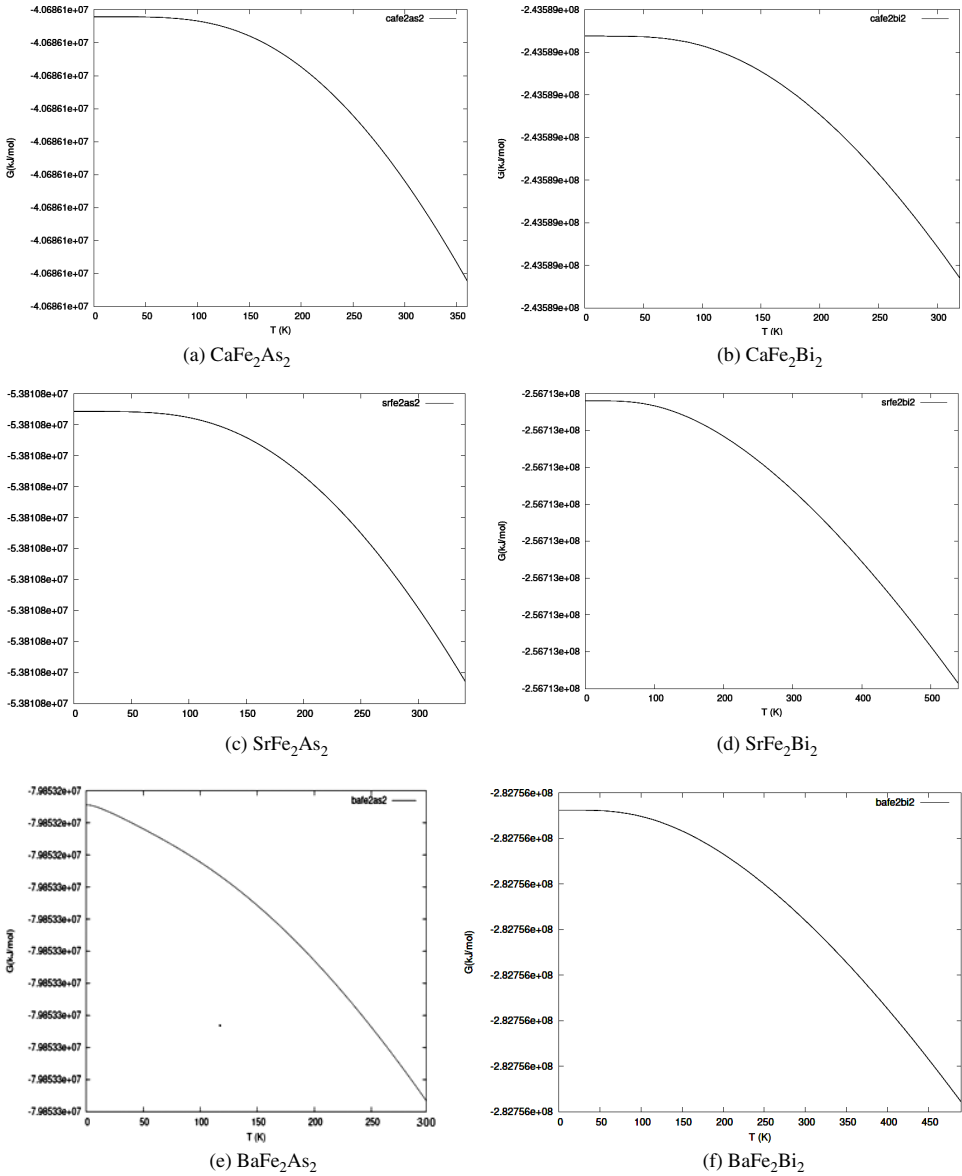 -4.06861e+07
-4.06861e+07
-4.06861e+07
-4.06861e+07
-4.06861e+07
-4.06861e+07
-4.06861e+07
-4.06861e+07
-4.06861e+07
-4.06861e+07
G(kJ/mol)
cafe2as2
0 50 100 150 200 250 300 350
T (K)
(a) CaFe₂As₂
-2.43589e+08
-2.43589e+08
-2.43589e+08
-2.43589e+08
-2.43589e+08
-2.43589e+08
-2.43589e+08
-2.43589e+08
G(kJ/mol)
cafe2bi2
0 50 100 150 200 250 300
T (K)
(b) CaFe₂Bi₂
-5.38108e+07
-5.38108e+07
-5.38108e+07
-5.38108e+07
-5.38108e+07
-5.38108e+07
-5.38108e+07
-5.38108e+07
-5.38108e+07
-5.38108e+07
-5.38108e+07
G(kJ/mol)
srfe2as2
0 50 100 150 200 250 300
T (K)
(c) SrFe₂As₂
-2.56713e+08
-2.56713e+08
-2.56713e+08
-2.56713e+08
-2.56713e+08
-2.56713e+08
-2.56713e+08
-2.56713e+08
-2.56713e+08
G(kJ/mol)
srfe2bi2
0 100 200 300 400 500
T (K)
(d) SrFe₂Bi₂
-7.98532e+07
-7.98532e+07
-7.98532e+07
-7.98533e+07
-7.98533e+07
-7.98533e+07
-7.98533e+07
-7.98533e+07
-7.98533e+07
-7.98533e+07
-7.98533e+07
G(kJ/mol)
bafe2as2
0 50 100 150 200 250 300
T (K)
(e) BaFe₂As₂
-2.82756e+08
-2.82756e+08
-2.82756e+08
-2.82756e+08
-2.82756e+08
-2.82756e+08
-2.82756e+08
-2.82756e+08
G(kJ/mol)
bafe2bi2
0 50 100 150 200 250 300 350 400 450
T (K)
(f) BaFe₂Bi₂